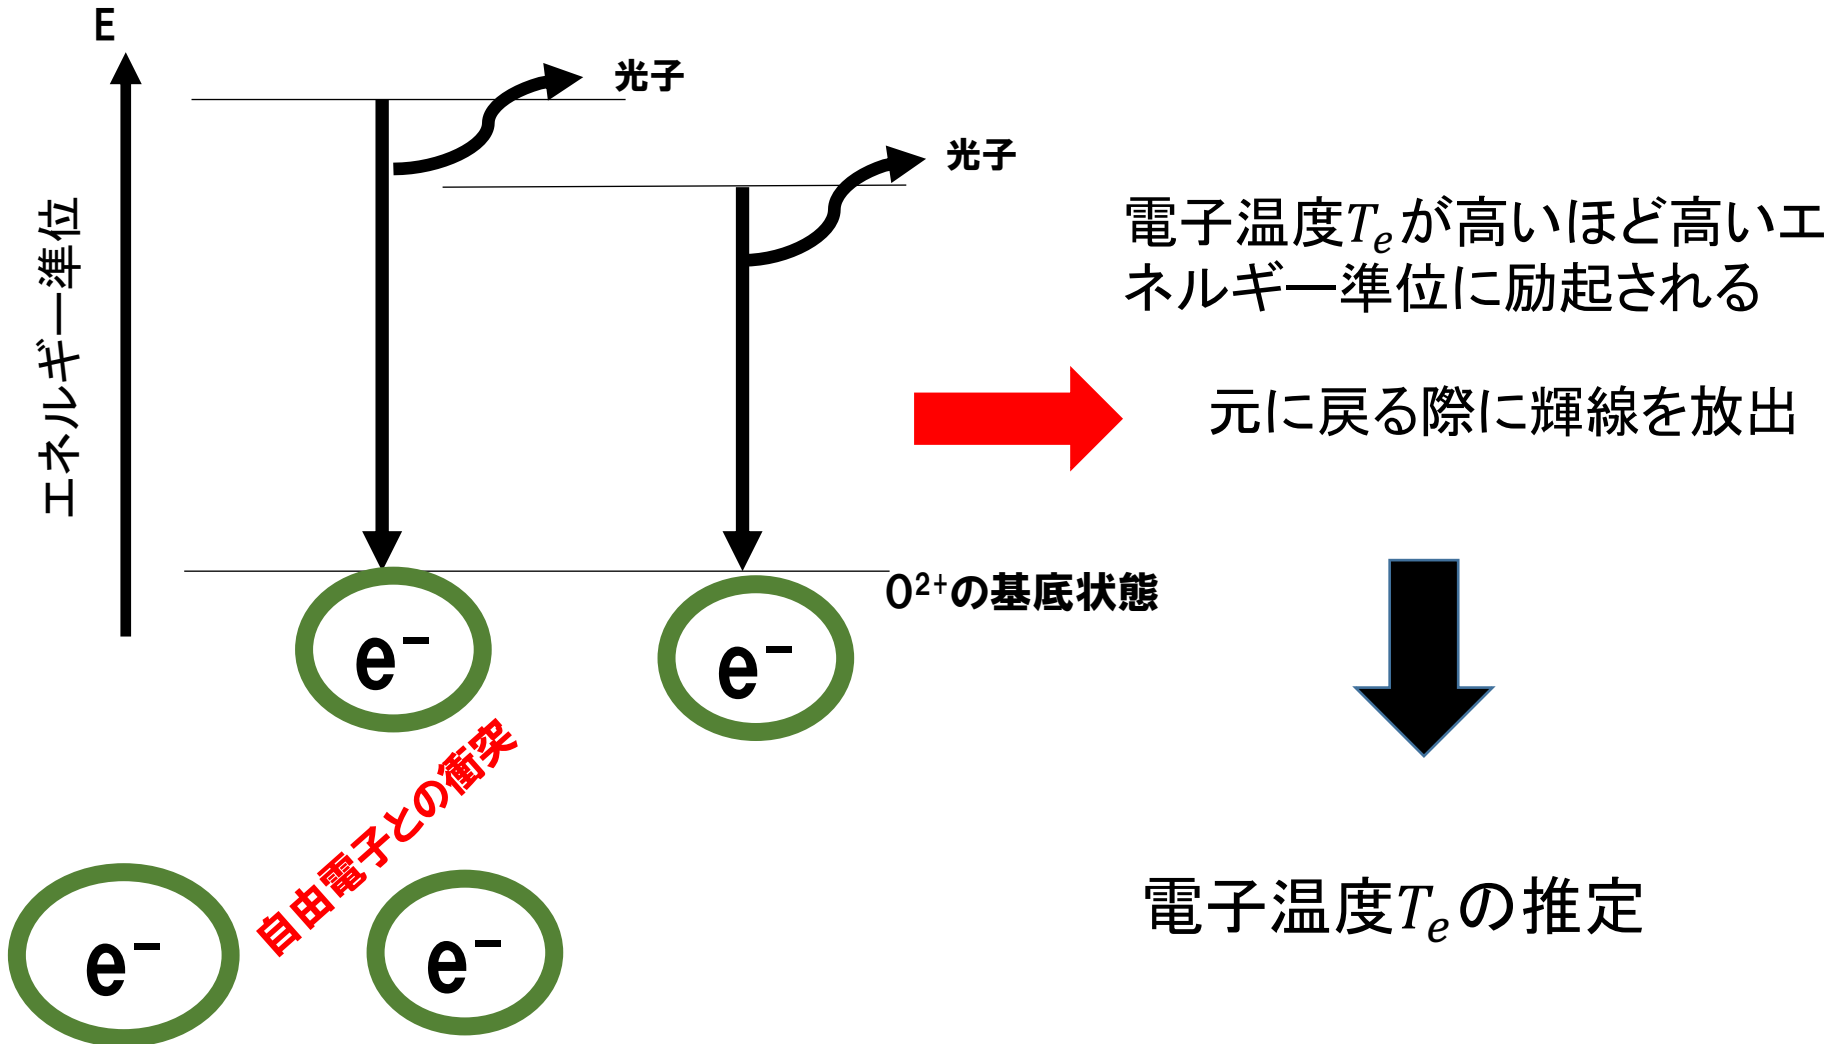 E
光子
光子
エネルギー準位
電子温度Teが高いほど高いエ
ネルギー準位に励起される
元に戻る際に輝線を放出
O²⁺の基底状態
e⁻
e⁻
自由電子との衝突
e⁻
e⁻
電子温度Teの推定